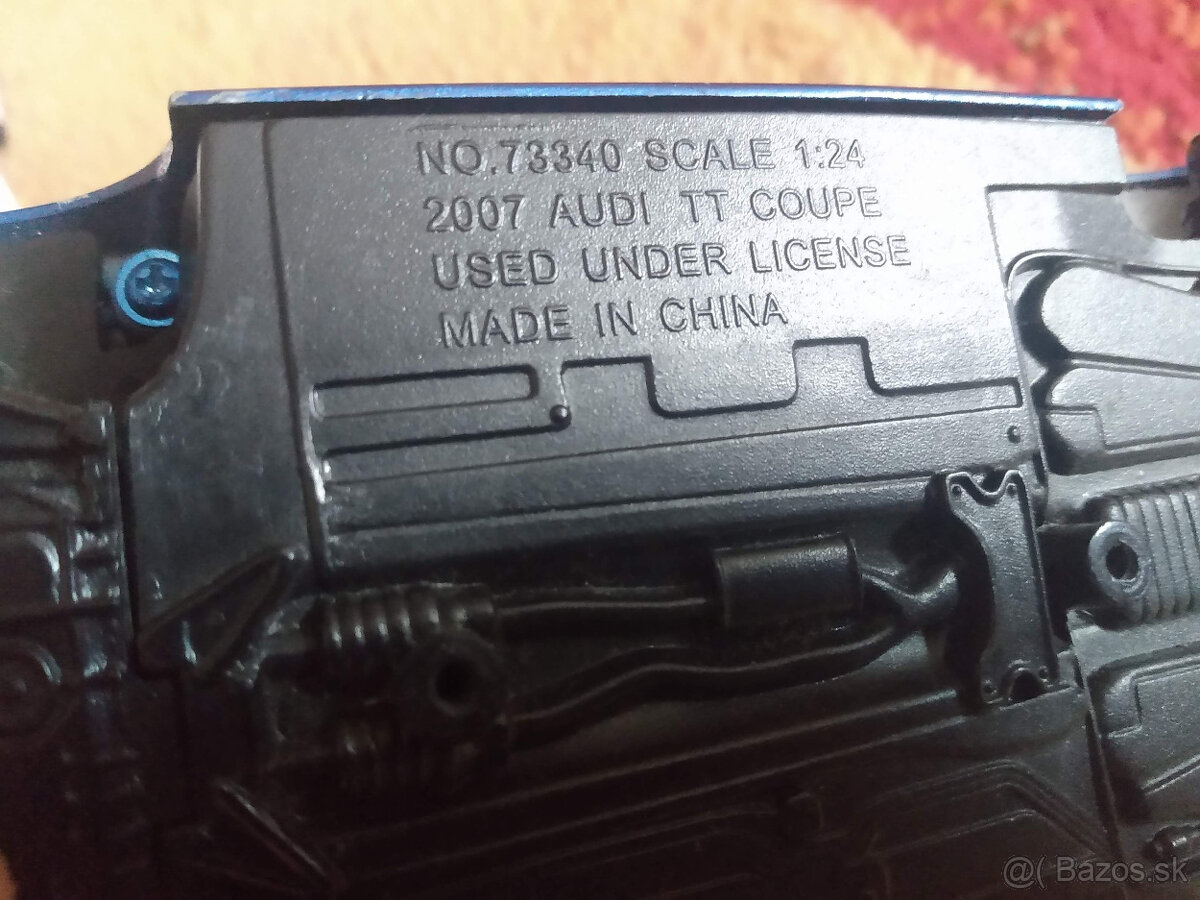 NO.73340 SCALE 1:24
2007 AUDI TT COUPE
USED UNDER LICENSE
MADE IN CHINA
@( Bazos.sk